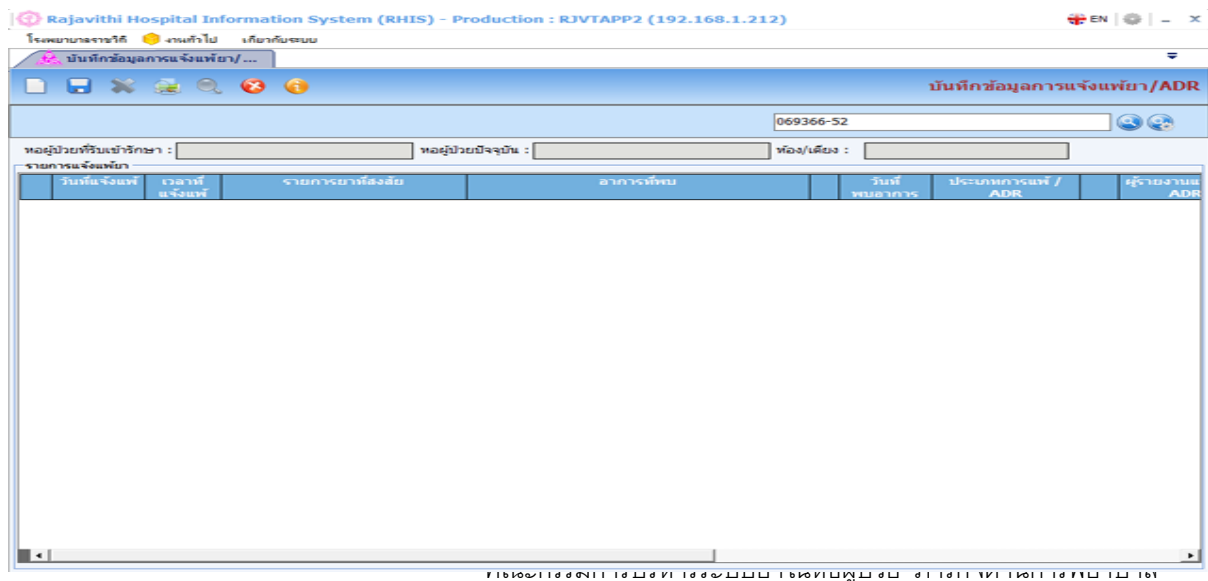 Rajavithi Hospital Information System (RHIS) - Production : RJVTAPP2 (192.168.1.212) EN
โรงพยาบาลราชวิถี งานทั่วไป เกี่ยวกับระบบ
บันทึกข้อมูลการแจ้งแพ้ยา/...
บันทึกข้อมูลการแจ้งแพ้ยา/ADR
069366-52
หอผู้ป่วยที่รับเข้ารักษา : หอผู้ป่วยปัจจุบัน : ห้อง/เตียง :
รายการแจ้งแพ้ยา
วันที่แจ้งแพ้ เวลาที่แจ้งแพ้ รายการยาที่สงสัย อาการที่พบ วันที่พบอาการ ประเภทการแพ้ / ADR ผู้รายงานแ ADR